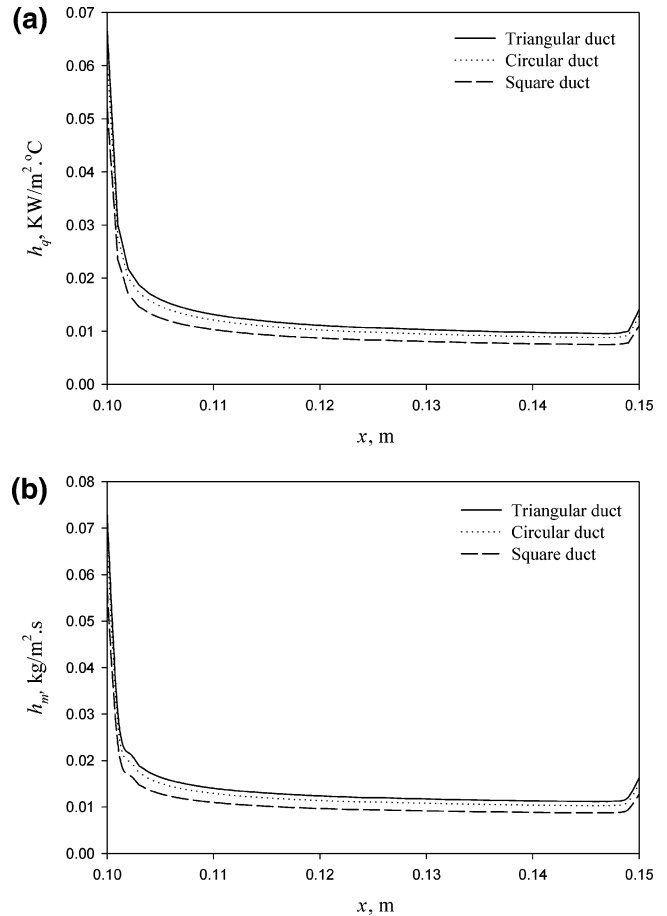 (a)
0.07
0.06
0.05
0.04
0.03
0.02
0.01
0.00
h_q, KW/m².ºC
Triangular duct
Circular duct
Square duct
0.10 0.11 0.12 0.13 0.14 0.15
x, m
(b)
0.08
0.07
0.06
0.05
0.04
0.03
0.02
0.01
0.00
h_m, kg/m².s
Triangular duct
Circular duct
Square duct
0.10 0.11 0.12 0.13 0.14 0.15
x, m